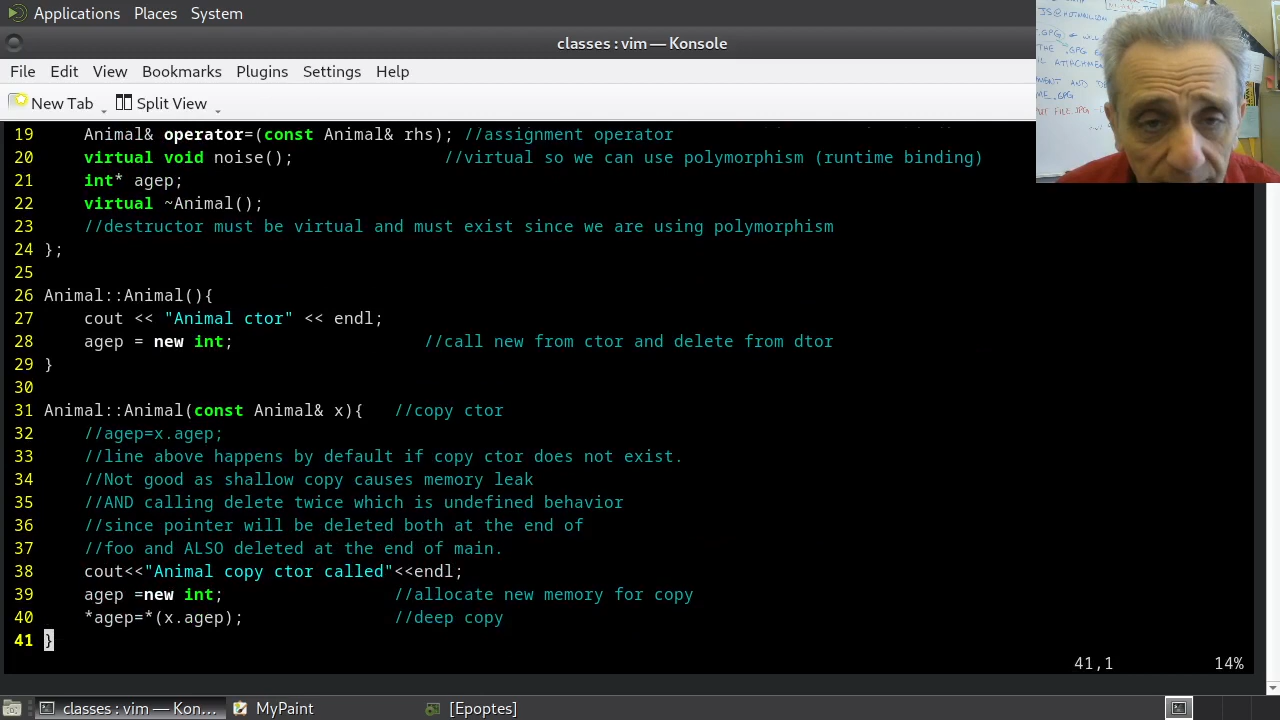 Applications Places System
classes : vim — Konsole
File Edit View Bookmarks Plugins Settings Help
New Tab Split View
19 Animal& operator=(const Animal& rhs); //assignment operator
20 virtual void noise(); //virtual so we can use polymorphism (runtime binding)
21 int* agep;
22 virtual ~Animal();
23 //destructor must be virtual and must exist since we are using polymorphism
24 };
25
26 Animal::Animal(){
27 cout << "Animal ctor" << endl;
28 agep = new int; //call new from ctor and delete from dtor
29 }
30
31 Animal::Animal(const Animal& x){ //copy ctor
32 //agep=x.agep;
33 //line above happens by default if copy ctor does not exist.
34 //Not good as shallow copy causes memory leak
35 //AND calling delete twice which is undefined behavior
36 //since pointer will be deleted both at the end of
37 //foo and ALSO deleted at the end of main.
38 cout<<"Animal copy ctor called"<<endl;
39 agep =new int; //allocate new memory for copy
40 *agep=*(x.agep); //deep copy
41 }
41,1 14%
classes : vim — Kon... MyPaint [Epoptes]
.GPG
THE .GPG